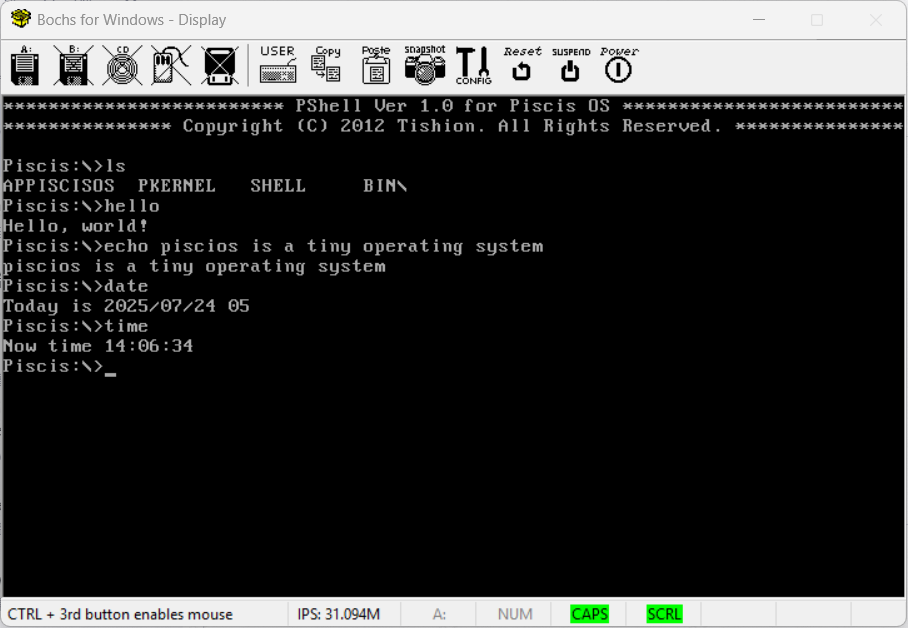 Bochs for Windows - Display
A: B: CD USER Copy Paste snapshot CONFIG Reset SUSPEND Power
************************* PShell Ver 1.0 for Piscis OS *************************
*************** Copyright (C) 2012 Tishion. All Rights Reserved. ***************
Piscis:\>ls
APPISCISOS  PKERNEL   SHELL     BIN\
Piscis:\>hello
Hello, world!
Piscis:\>echo piscios is a tiny operating system
piscios is a tiny operating system
Piscis:\>date
Today is 2025/07/24 05
Piscis:\>time
Now time 14:06:34
Piscis:\>_
CTRL + 3rd button enables mouse IPS: 31.094M A: NUM CAPS SCRL